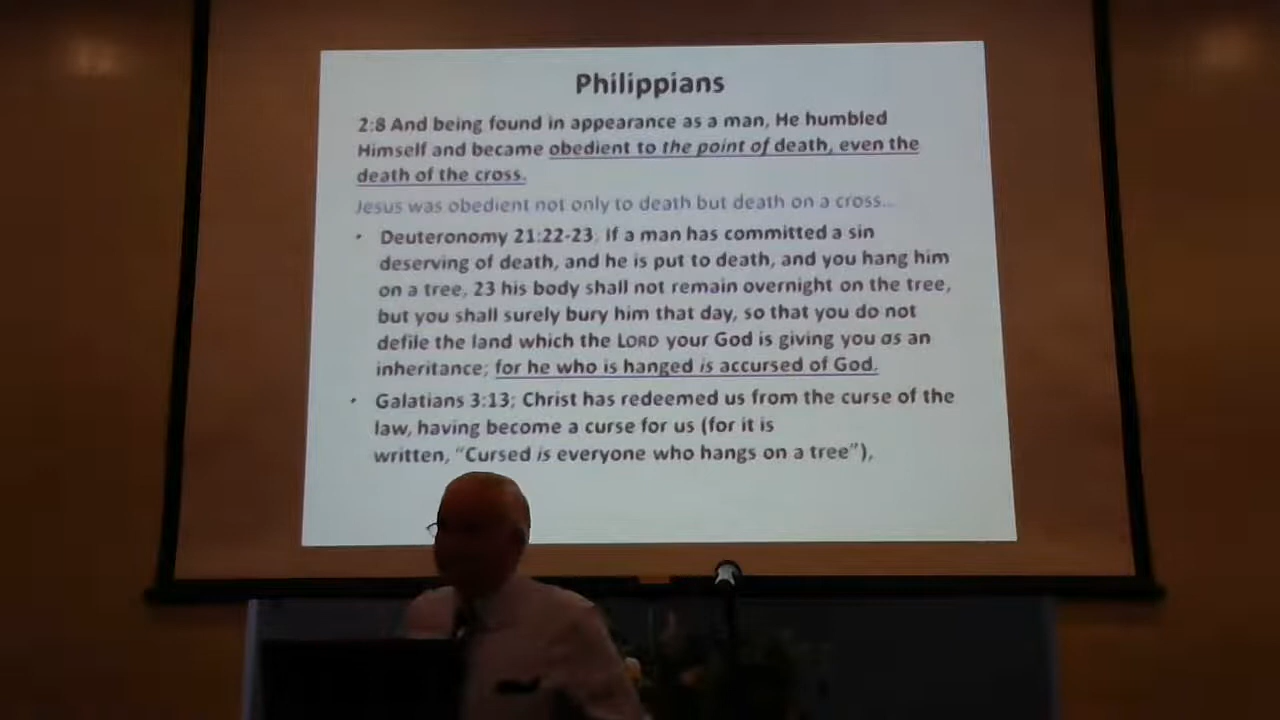 Philippians
2:8 And being found in appearance as a man, He humbled
Himself and became obedient to the point of death, even the
death of the cross.
Jesus was obedient not only to death but death on a cross...
• Deuteronomy 21:22-23, If a man has committed a sin
deserving of death, and he is put to death, and you hang him
on a tree, 23 his body shall not remain overnight on the tree,
but you shall surely bury him that day, so that you do not
defile the land which the LORD your God is giving you as an
inheritance; for he who is hanged is accursed of God.
• Galatians 3:13; Christ has redeemed us from the curse of the
law, having become a curse for us (for it is
written, “Cursed is everyone who hangs on a tree”),